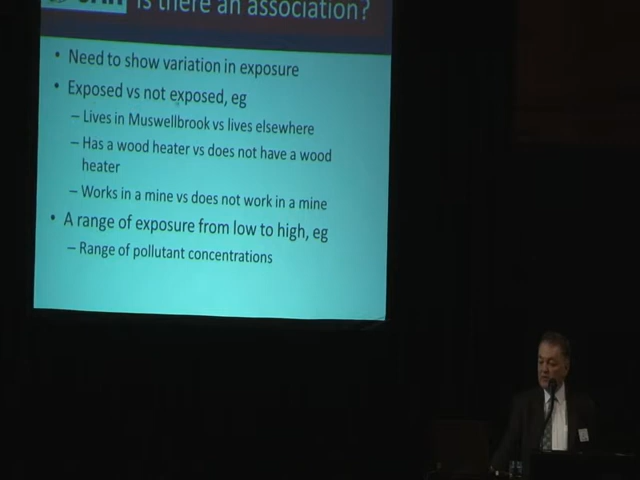 Is there an association?
• Need to show variation in exposure
• Exposed vs not exposed, eg
– Lives in Muswellbrook vs lives elsewhere
– Has a wood heater vs does not have a wood
heater
– Works in a mine vs does not work in a mine
• A range of exposure from low to high, eg
– Range of pollutant concentrations